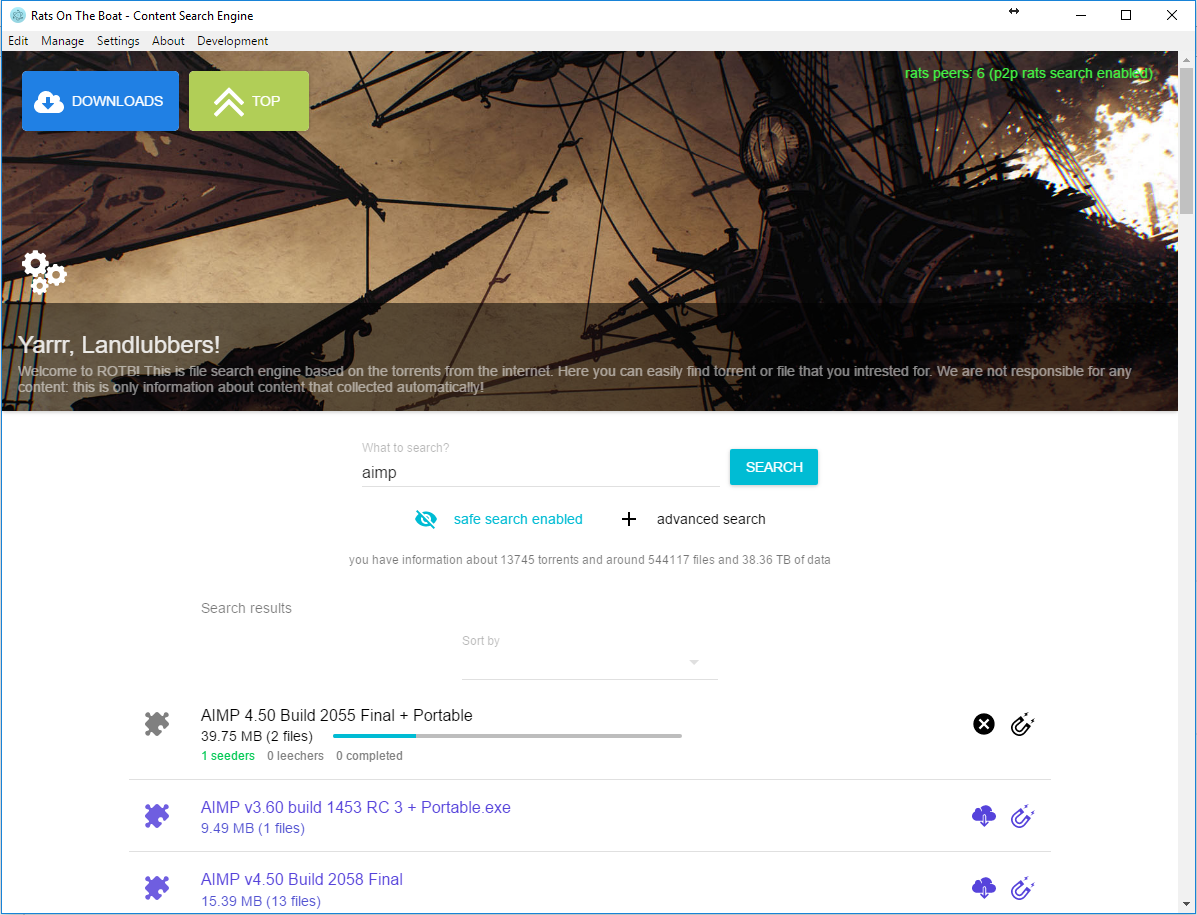 Rats On The Boat - Content Search Engine
Edit Manage Settings About Development
rats peers: 6 (p2p rats search enabled)
DOWNLOADS TOP
Yarrr, Landlubbers!
Welcome to ROTB! This is file search engine based on the torrents from the internet. Here you can easily find torrent or file that you intrested for. We are not responsible for any
content: this is only information about content that collected automatically!
What to search?
aimp
SEARCH
safe search enabled advanced search
you have information about 13745 torrents and around 544117 files and 38.36 TB of data
Search results
Sort by
AIMP 4.50 Build 2055 Final + Portable
39.75 MB (2 files)
1 seeders 0 leechers 0 completed
AIMP v3.60 build 1453 RC 3 + Portable.exe
9.49 MB (1 files)
AIMP v4.50 Build 2058 Final
15.39 MB (13 files)